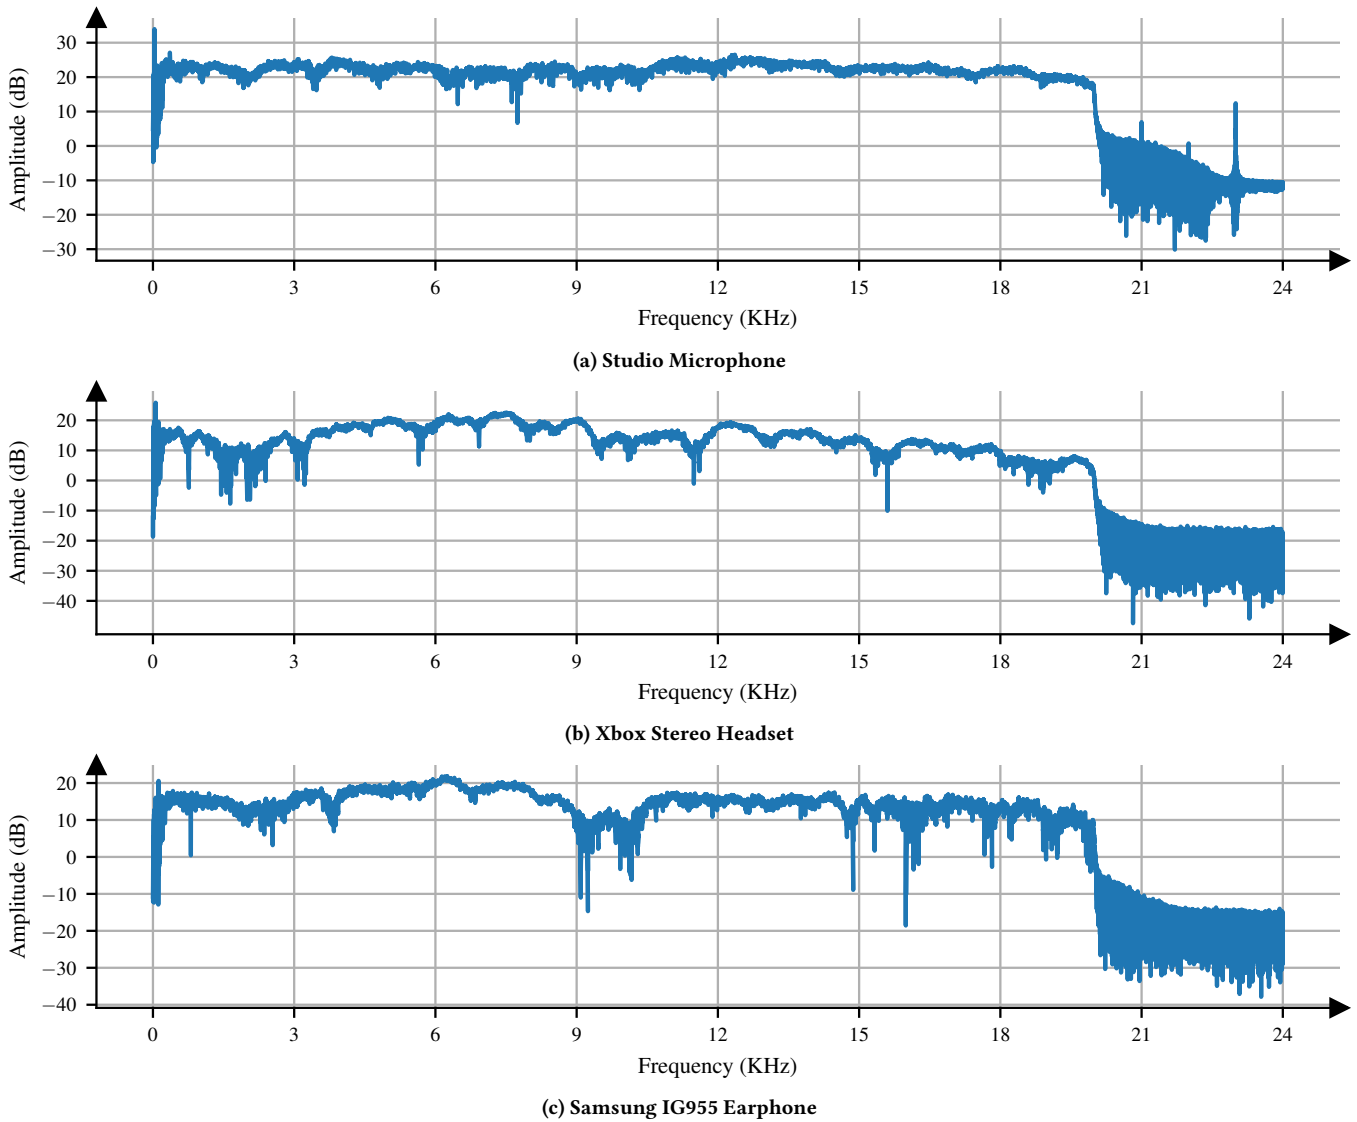 Amplitude (dB)
30
20
10
0
−10
−20
−30
0 3 6 9 12 15 18 21 24
Frequency (KHz)
(a) Studio Microphone
Amplitude (dB)
20
10
0
−10
−20
−30
−40
0 3 6 9 12 15 18 21 24
Frequency (KHz)
(b) Xbox Stereo Headset
Amplitude (dB)
20
10
0
−10
−20
−30
−40
0 3 6 9 12 15 18 21 24
Frequency (KHz)
(c) Samsung IG955 Earphone